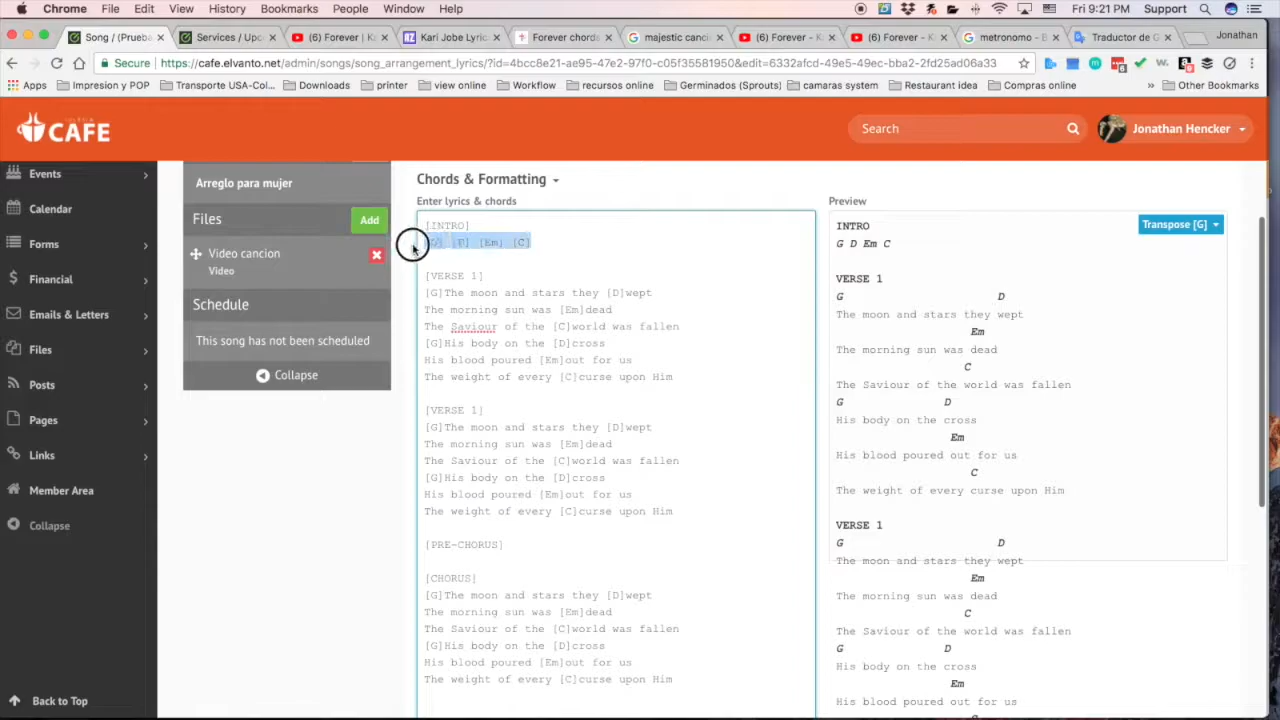 Chrome File Edit View History Bookmarks People Window Help Fri 9:21 PM Support
Song / (Prueba Services / Upco (6) Forever | Ka Kari Jobe Lyrics Forever chords majestic canci (6) Forever - K (6) Forever - K metronomo - B Traductor de G Jonathan
Secure https://cafe.elvanto.net/admin/songs/song_arrangement_lyrics/?id=4bcc8e21-ae95-47e2-97f0-c05f35581950&edit=6332afcd-49e5-49ec-bba2-2fd25ad06a33
Apps Impresion y POP Transporte USA-Col... Downloads printer view online Workflow recursos online Germinados (Sprouts) camaras system Restaurant idea Compras online » Other Bookmarks
CAFE
Search
Jonathan Hencker
Events
Calendar
Forms
Financial
Emails & Letters
Files
Posts
Pages
Links
Member Area
Collapse
Back to Top
Arreglo para mujer
Files Add
Video cancion
Video
Schedule
This song has not been scheduled
Collapse
Chords & Formatting
Enter lyrics & chords
[INTRO]
[Em] [C]
[VERSE 1]
[G]The moon and stars they [D]wept
The morning sun was [Em]dead
The Saviour of the [C]world was fallen
[G]His body on the [D]cross
His blood poured [Em]out for us
The weight of every [C]curse upon Him
[VERSE 1]
[G]The moon and stars they [D]wept
The morning sun was [Em]dead
The Saviour of the [C]world was fallen
[G]His body on the [D]cross
His blood poured [Em]out for us
The weight of every [C]curse upon Him
[PRE-CHORUS]
[CHORUS]
[G]The moon and stars they [D]wept
The morning sun was [Em]dead
The Saviour of the [C]world was fallen
[G]His body on the [D]cross
His blood poured [Em]out for us
The weight of every [C]curse upon Him
Preview
Transpose [G]
INTRO
G D Em C
VERSE 1
G D
The moon and stars they wept
Em
The morning sun was dead
C
The Saviour of the world was fallen
G D
His body on the cross
Em
His blood poured out for us
C
The weight of every curse upon Him
VERSE 1
G D
The moon and stars they wept
Em
The morning sun was dead
C
The Saviour of the world was fallen
G D
His body on the cross
Em
His blood poured out for us